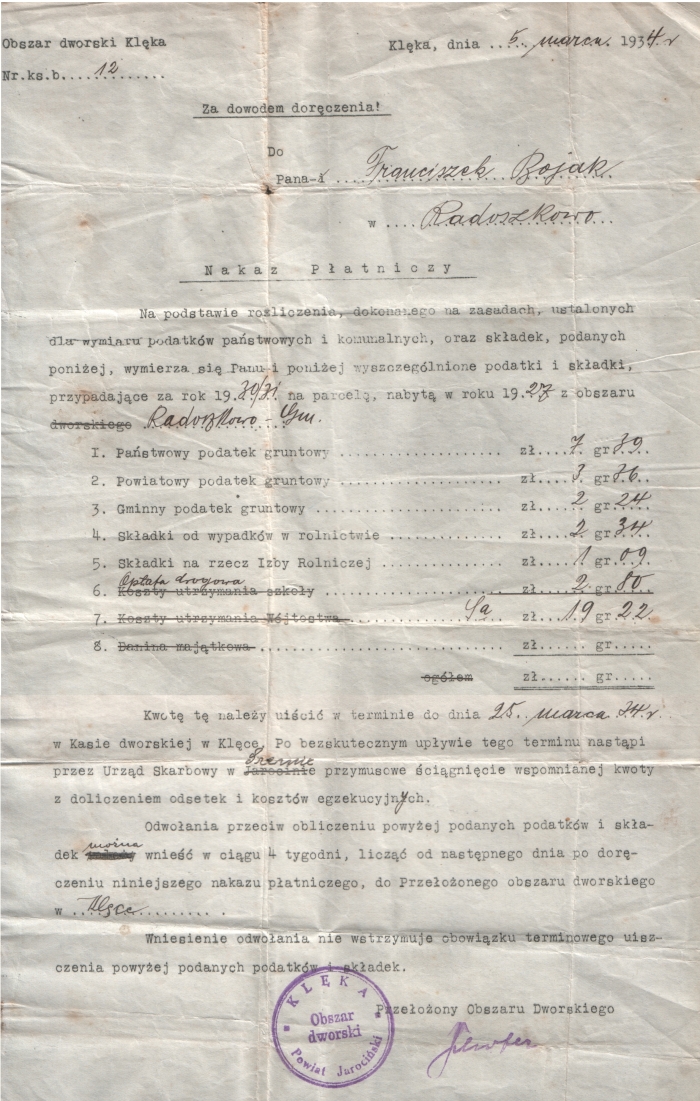 Obszar dworski Klęka
Klęka, dnia ...5. marca. 1934.r
Nr.ks.b....12...........
Za dowodem doręczenia!
Do
Pana-i ....Franciszek Bojak
w ....Radoszkowo...
Nakaz Płatniczy
Na podstawie rozliczenia, dokonanego na zasadach, ustalonych
dla wymiaru podatków państwowych i komunalnych, oraz składek, podanych
poniżej, wymierza się Panu-i poniżej wyszczególnione podatki i składki,
przypadające za rok 19.30/31 na parcelę, nabytą w roku 19.27 z obszaru
dworskiego .Radoszkowo-Gm.
1. Państwowy podatek gruntowy ..................... zł....7. gr 39..
2. Powiatowy podatek gruntowy ..................... zł....3. gr 76..
3. Gminny podatek gruntowy ........................ zł....2 gr 24
4. Składki od wypadków w rolnictwie ............... zł....2 gr 34
5. Składki na rzecz Izby Rolniczej ................ zł....1 gr 09
Opłata drogowa
6. Koszty utrzymania szkoły ....................... zł....2. gr 80
7. Koszty utrzymania Wójtostwa .............. Sa zł...19 gr 22
8. Danina majątkowa ............................... zł...... gr.....
ogółem zł...... gr.....
Kwotę tę należy uiścić w terminie do dnia 25.. marca 34.r
w Kasie dworskiej w Klęce. Po bezskutecznym upływie tego terminu nastąpi
Śremie
przez Urząd Skarbowy w Jarocinie przymusowe ściągnięcie wspomnianej kwoty
z doliczeniem odsetek i kosztów egzekucyjnych.
Odwołania przeciw obliczeniu powyżej podanych podatków i skła-
można
dek wnieść w ciągu 4 tygodni, licząc od następnego dnia po dorę-
czeniu niniejszego nakazu płatniczego, do Przełożonego obszaru dworskiego
w ..Klęce.......... .
Wniesienie odwołania nie wstrzymuje obowiązku terminowego uisz-
czenia powyżej podanych podatków i składek.
Przełożony Obszaru Dworskiego
KLĘKA
Obszar
dworski
Powiat Jarociński